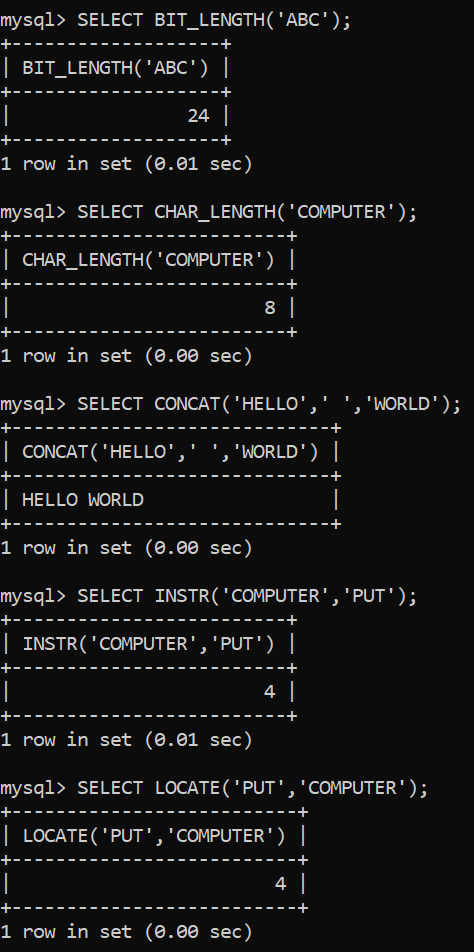 mysql> SELECT BIT_LENGTH('ABC');
+-------------------+
| BIT_LENGTH('ABC') |
+-------------------+
|                24 |
+-------------------+
1 row in set (0.01 sec)

mysql> SELECT CHAR_LENGTH('COMPUTER');
+-------------------------+
| CHAR_LENGTH('COMPUTER') |
+-------------------------+
|                       8 |
+-------------------------+
1 row in set (0.00 sec)

mysql> SELECT CONCAT('HELLO',' ','WORLD');
+-----------------------------+
| CONCAT('HELLO',' ','WORLD') |
+-----------------------------+
| HELLO WORLD                 |
+-----------------------------+
1 row in set (0.00 sec)

mysql> SELECT INSTR('COMPUTER','PUT');
+-------------------------+
| INSTR('COMPUTER','PUT') |
+-------------------------+
|                       4 |
+-------------------------+
1 row in set (0.01 sec)

mysql> SELECT LOCATE('PUT','COMPUTER');
+--------------------------+
| LOCATE('PUT','COMPUTER') |
+--------------------------+
|                        4 |
+--------------------------+
1 row in set (0.00 sec)